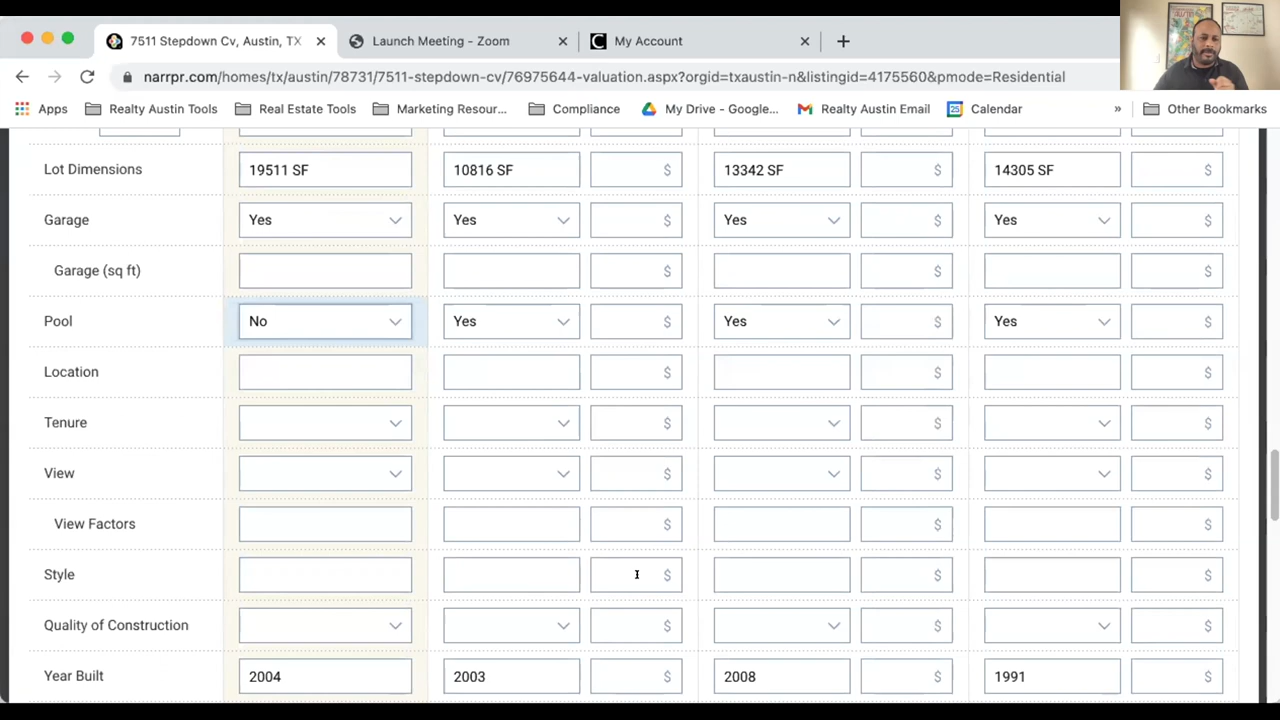 7511 Stepdown Cv, Austin, TX
Launch Meeting - Zoom
My Account
narrpr.com/homes/tx/austin/78731/7511-stepdown-cv/76975644-valuation.aspx?orgid=txaustin-n&listingid=4175560&pmode=Residential
Apps Realty Austin Tools Real Estate Tools Marketing Resour... Compliance My Drive - Google... Realty Austin Email 25 Calendar » Other Bookmarks
Lot Dimensions 19511 SF 10816 SF $ 13342 SF $ 14305 SF $
Garage Yes Yes $ Yes $ Yes $
Garage (sq ft) $ $ $
Pool No Yes $ Yes $ Yes $
Location $ $ $
Tenure $ $ $
View $ $ $
View Factors $ $ $
Style $ $ $
Quality of Construction $ $ $
Year Built 2004 2003 $ 2008 $ 1991 $